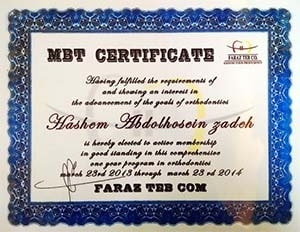 MBT CERTIFICATE
FARAZ TEB CO.
Having fulfilled the requirements of
and showing an interest in
the advancement of the goals of orthodontics
Hashem Abdolhosein zadeh
is hereby elected to active membership
in good standing in this comprehensive
one year program in orthodontics
march 23rd 2013 through march 23 rd 2014
FARAZ TEB COM